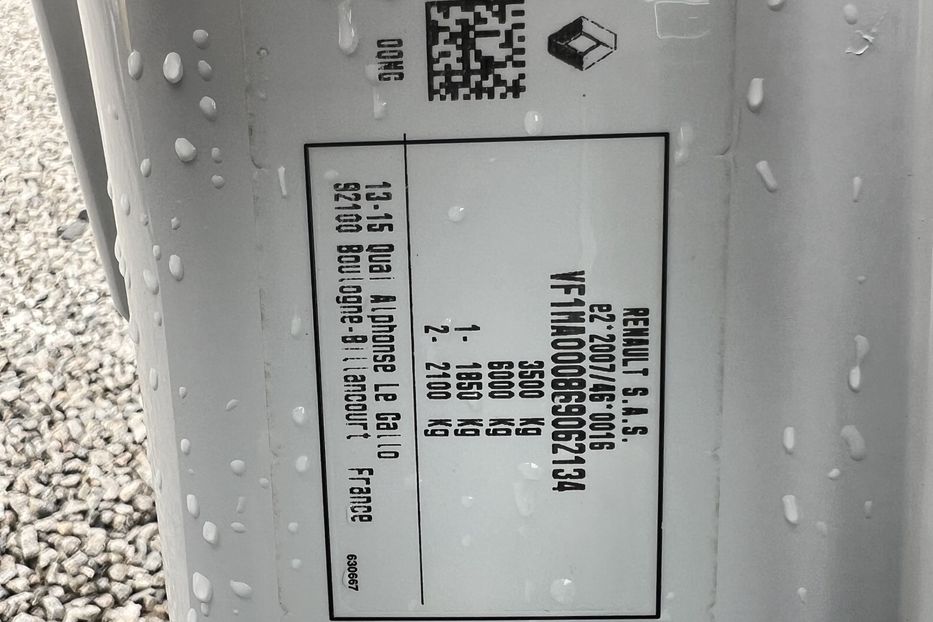 RENAULT S.A.S.
e2*2007/46*0016
VF1MA000869062134
3500 Kg
6000 Kg
1- 1850 Kg
2- 2100 Kg
13-15 Quai Alphonse Le Gallo
92100 Boulogne-Billancourt France
630667